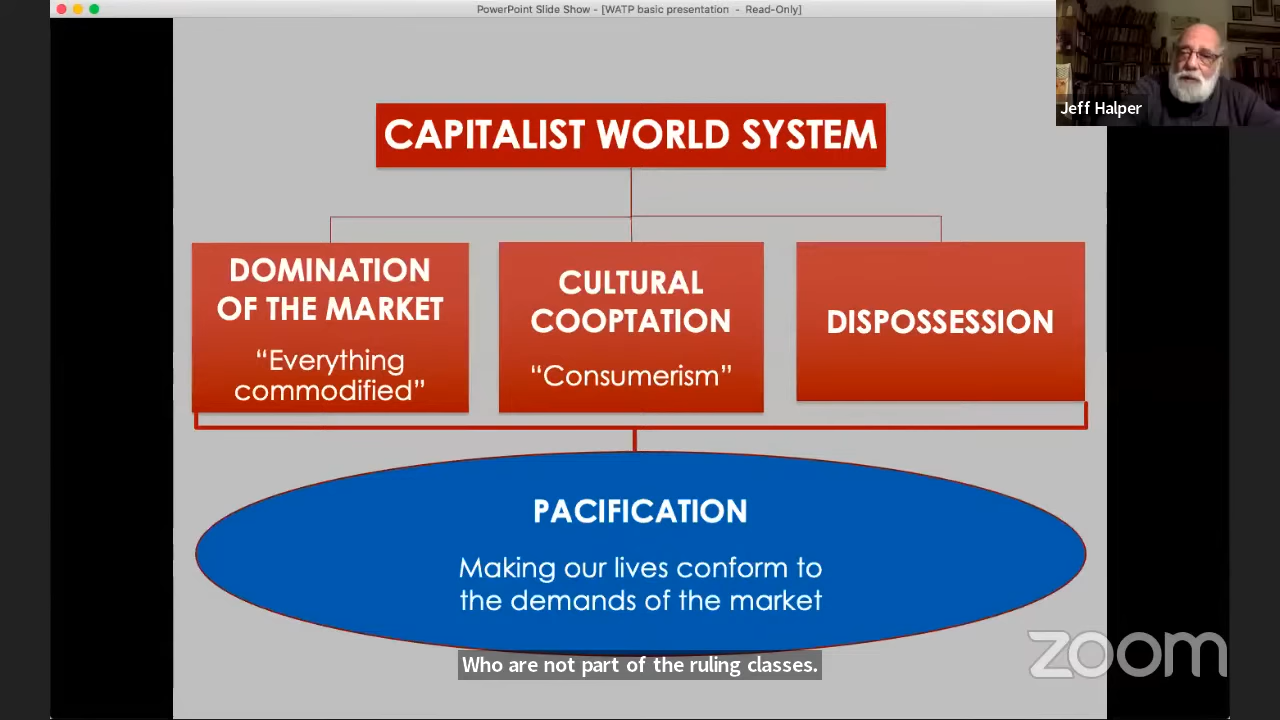 PowerPoint Slide Show - [WATP basic presentation - Read-Only]
Jeff Halper
CAPITALIST WORLD SYSTEM
DOMINATION
OF THE MARKET
“Everything
commodified”
CULTURAL
COOPTATION
“Consumerism”
DISPOSSESSION
PACIFICATION
Making our lives conform to
the demands of the market
Who are not part of the ruling classes.
zoom